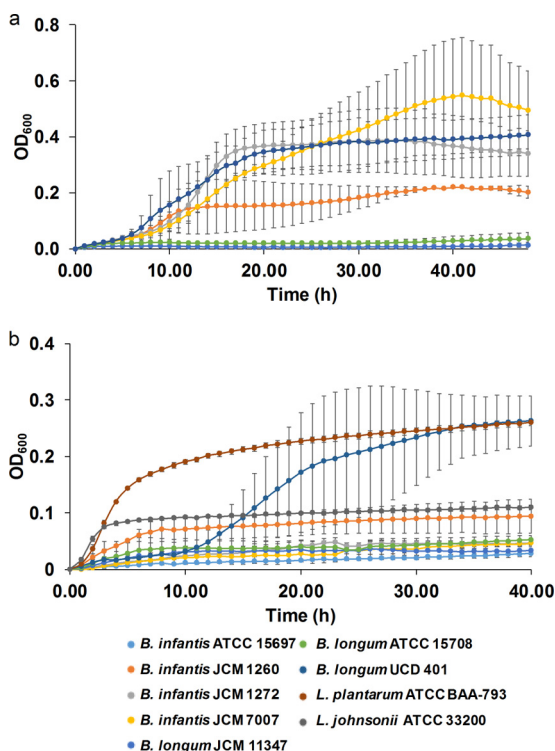 a
0.8
0.6
OD600
0.4
0.2
0.0
0.00 10.00 20.00 30.00 40.00
Time (h)
b
0.4
0.3
OD600
0.2
0.1
0
0.00 10.00 20.00 30.00 40.00
Time (h)
B. infantis ATCC 15697 B. longum ATCC 15708
B. infantis JCM 1260 B. longum UCD 401
B. infantis JCM 1272 L. plantarum ATCC BAA-793
B. infantis JCM 7007 L. johnsonii ATCC 33200
B. longum JCM 11347